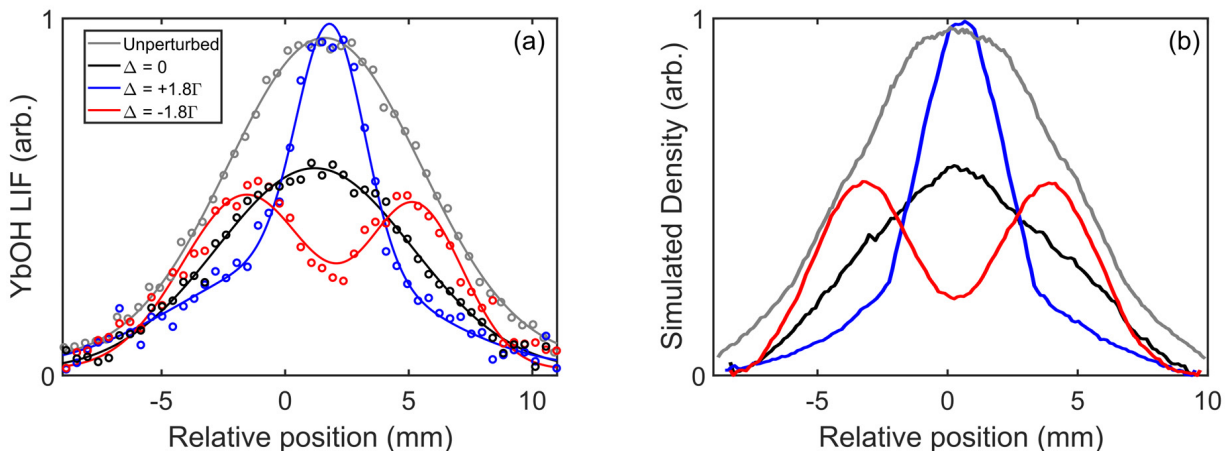 1
(a)
Unperturbed
Δ = 0
Δ = +1.8Γ
Δ = -1.8Γ
YbOH LIF (arb.)
0
-5
0
5
10
Relative position (mm)
1
(b)
Simulated Density (arb.)
0
-5
0
5
10
Relative position (mm)